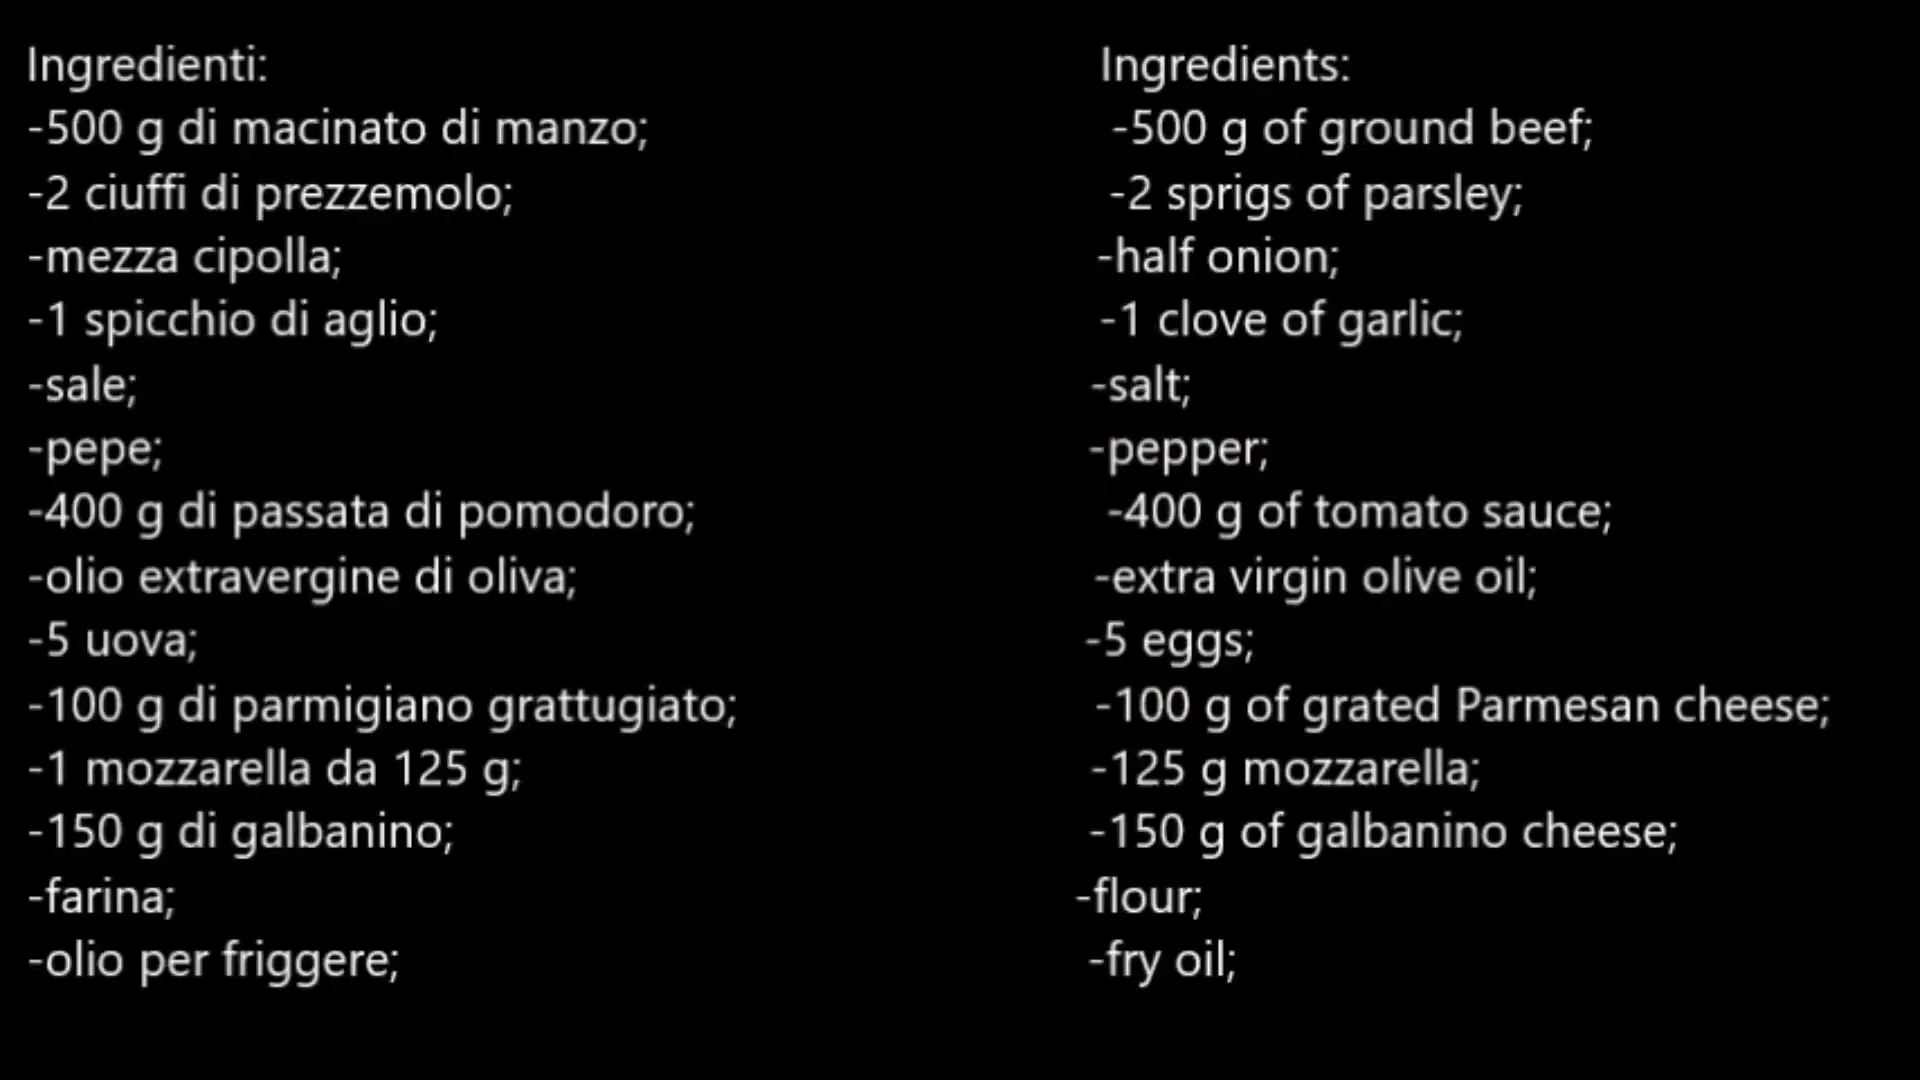 Ingredienti:
-500 g di macinato di manzo;
-2 ciuffi di prezzemolo;
-mezza cipolla;
-1 spicchio di aglio;
-sale;
-pepe;
-400 g di passata di pomodoro;
-olio extravergine di oliva;
-5 uova;
-100 g di parmigiano grattugiato;
-1 mozzarella da 125 g;
-150 g di galbanino;
-farina;
-olio per friggere;
Ingredients:
-500 g of ground beef;
-2 sprigs of parsley;
-half onion;
-1 clove of garlic;
-salt;
-pepper;
-400 g of tomato sauce;
-extra virgin olive oil;
-5 eggs;
-100 g of grated Parmesan cheese;
-125 g mozzarella;
-150 g of galbanino cheese;
-flour;
-fry oil;